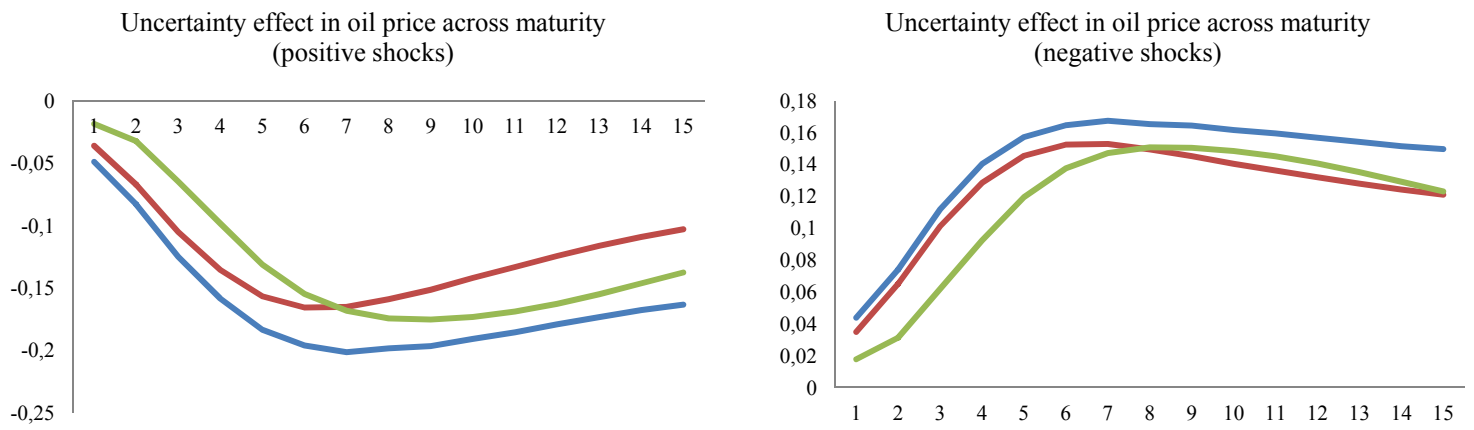 Uncertainty effect in oil price across maturity
(positive shocks)
0
-0,05
-0,1
-0,15
-0,2
-0,25
1 2 3 4 5 6 7 8 9 10 11 12 13 14 15
Uncertainty effect in oil price across maturity
(negative shocks)
0,18
0,16
0,14
0,12
0,1
0,08
0,06
0,04
0,02
0
1 2 3 4 5 6 7 8 9 10 11 12 13 14 15